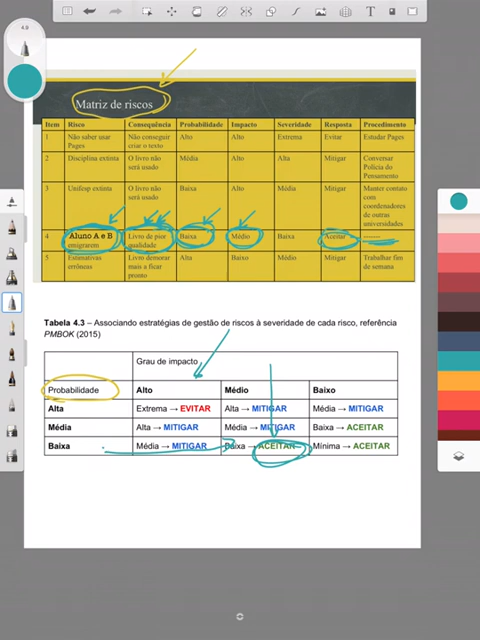 4.8
Matriz de riscos
Item Risco Consequência Probabilidade Impacto Severidade Resposta Procedimento
1 Não saber usar Pages Não conseguir criar o texto Alto Alto Extrema Evitar Estudar Pages
2 Disciplina extinta O livro não será usado Média Alto Alta Mitigar Conversar Polícia do Pensamento
3 Unifesp extinta O livro não será usado Baixa Alto Média Mitigar Manter contato com coordenadores de outras universidades
4 Aluno A e B emigrarem Livro de pior qualidade Baixa Médio Baixa Aceitar --------
5 Estimativas errôneas Livro demorar mais a ficar pronto Alta Baixo Médio Mitigar Trabalhar fim de semana
Tabela 4.3 – Associando estratégias de gestão de riscos à severidade de cada risco, referência
PMBOK (2015)
Grau de impacto
Probabilidade Alto Médio Baixo
Alta Extrema → EVITAR Alta → MITIGAR Média → MITIGAR
Média Alta → MITIGAR Média → MITIGAR Baixa → ACEITAR
Baixa Média → MITIGAR Baixa → ACEITAR Mínima → ACEITAR